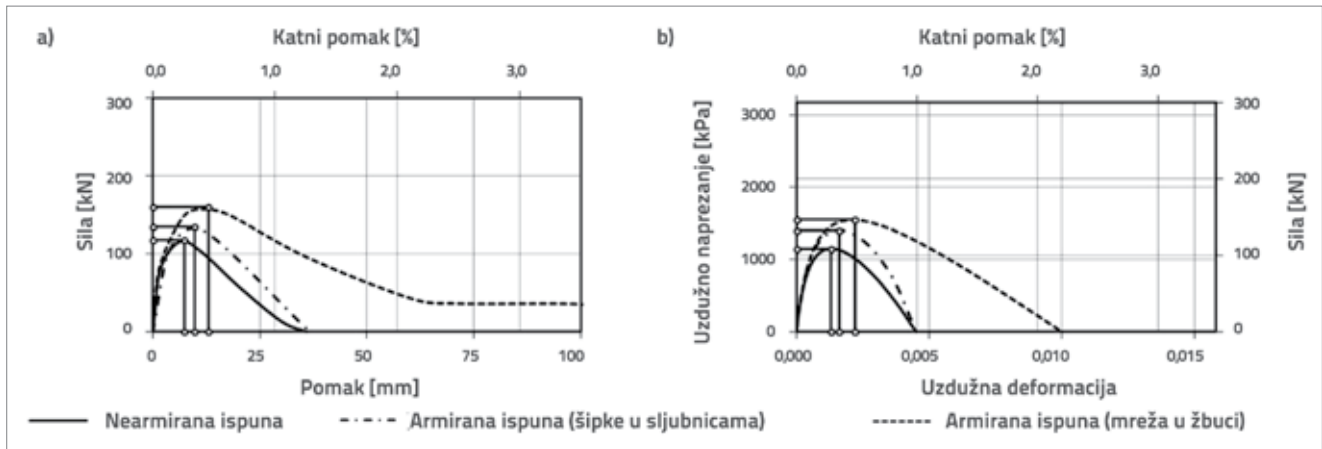 a)
Katni pomak [%]
0,0 1,0 2,0 3,0
Sila [kN]
300
200
100
0
0 25 50 75 100
Pomak [mm]
b)
Katni pomak [%]
0,0 1,0 2,0 3,0
Uzdužno naprezanje [kPa]
3000
2000
1000
0
300
200
100
0
Sila [kN]
0,000 0,005 0,010 0,015
Uzdužna deformacija
Nearmirana ispuna
Armirana ispuna (šipke u sljubnicama)
Armirana ispuna (mreža u žbuci)